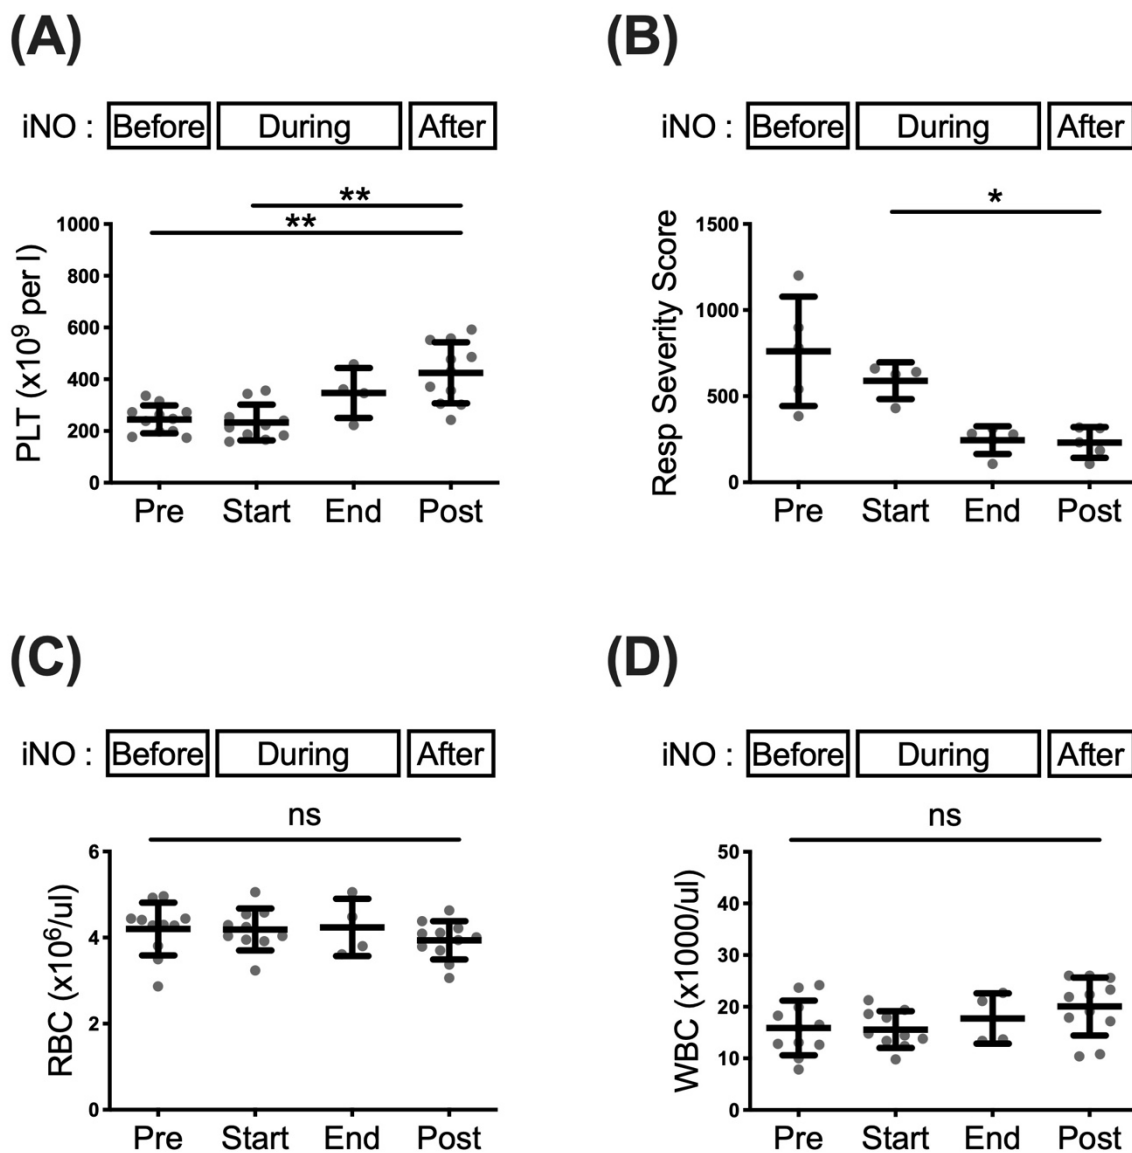 (A) (B)
iNO : Before During After iNO : Before During After
** *
**
PLT (x10⁹ per l) Resp Severity Score
1000 1500
800
600 1000
400 500
200
0 0
Pre Start End Post Pre Start End Post
(C) (D)
iNO : Before During After iNO : Before During After
ns ns
RBC (x10⁶/ul) WBC (x1000/ul)
6 50
40
4 30
20
2 10
0 0
Pre Start End Post Pre Start End Post